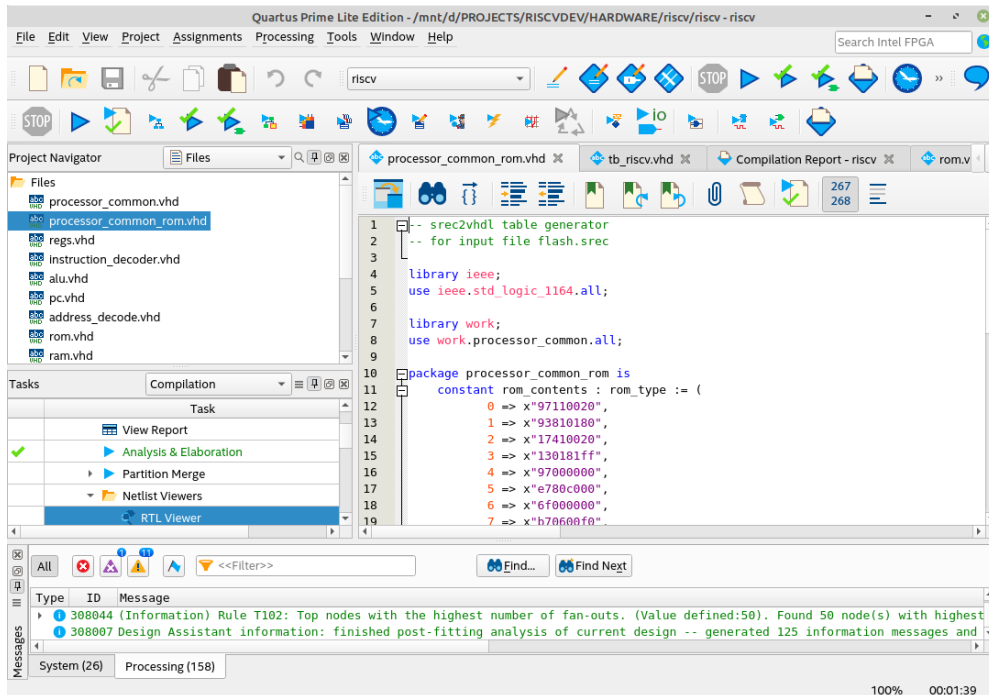 Quartus Prime Lite Edition - /mnt/d/PROJECTS/RISCVDEV/HARDWARE/riscv/riscv - riscv
File Edit View Project Assignments Processing Tools Window Help
Search Intel FPGA
riscv
STOP
»
STOP
io
Project Navigator Files
processor_common_rom.vhd tb_riscv.vhd Compilation Report - riscv rom.v
Files
processor_common.vhd
processor_common_rom.vhd
regs.vhd
instruction_decoder.vhd
alu.vhd
pc.vhd
address_decode.vhd
rom.vhd
ram.vhd
267
268
1 -- srec2vhdl table generator
2 -- for input file flash.srec
3
4 library ieee;
5 use ieee.std_logic_1164.all;
6
7 library work;
8 use work.processor_common.all;
9
10 package processor_common_rom is
11 constant rom_contents : rom_type := (
12 0 => x"97110020",
13 1 => x"93810180",
14 2 => x"17410020",
15 3 => x"130181ff",
16 4 => x"97000000",
17 5 => x"e780c000",
18 6 => x"6f000000",
19 7 => x"b70600f0",
Tasks Compilation
Task
View Report
Analysis & Elaboration
Partition Merge
Netlist Viewers
RTL Viewer
All 1 11 <<Filter>> Find... Find Next
Type ID Message
308044 (Information) Rule T102: Top nodes with the highest number of fan-outs. (Value defined:50). Found 50 node(s) with highest
308007 Design Assistant information: finished post-fitting analysis of current design -- generated 125 information messages and
Messages
System (26) Processing (158)
100% 00:01:39